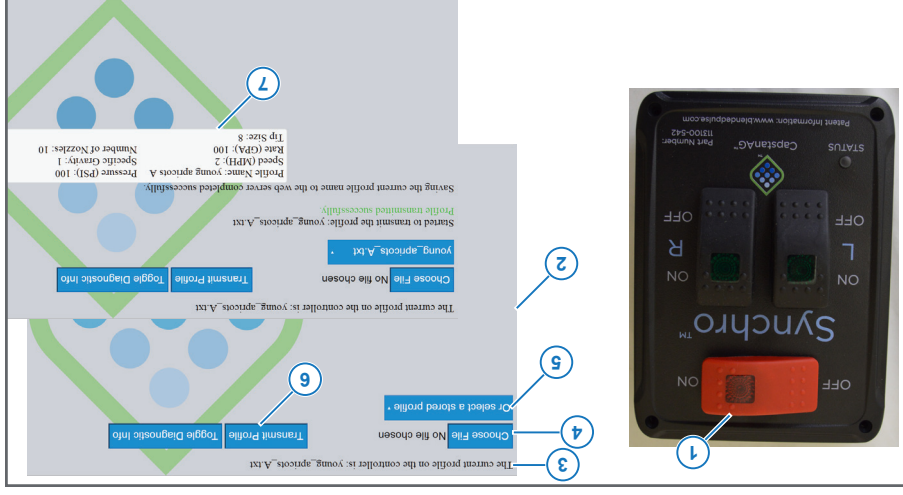 1
OFF
ON
Synchro™
ON
L
OFF
ON
R
OFF
STATUS
CapstanAG™
Part Number:
113100-542
Patent Information: www.blendedpulse.com
3
The current profile on the controller is: young_apricots_A.txt
4
Choose File No file chosen
Transmit Profile
Toggle Diagnostic Info
5
Or select a stored profile
6
2
The current profile on the controller is: young_apricots_A.txt
Choose File No file chosen
Transmit Profile
Toggle Diagnostic Info
young_apricots_A.txt
Started to transmit the profile: young_apricots_A.txt
Profile transmitted successfully
Saving the current profile name to the web server completed successfully.
Profile Name: young apricots A
Pressure (PSI): 100
Speed (MPH): 2
Specific Gravity: 1
Rate (GPA): 100
Number of Nozzles: 10
Tip Size: 8
7